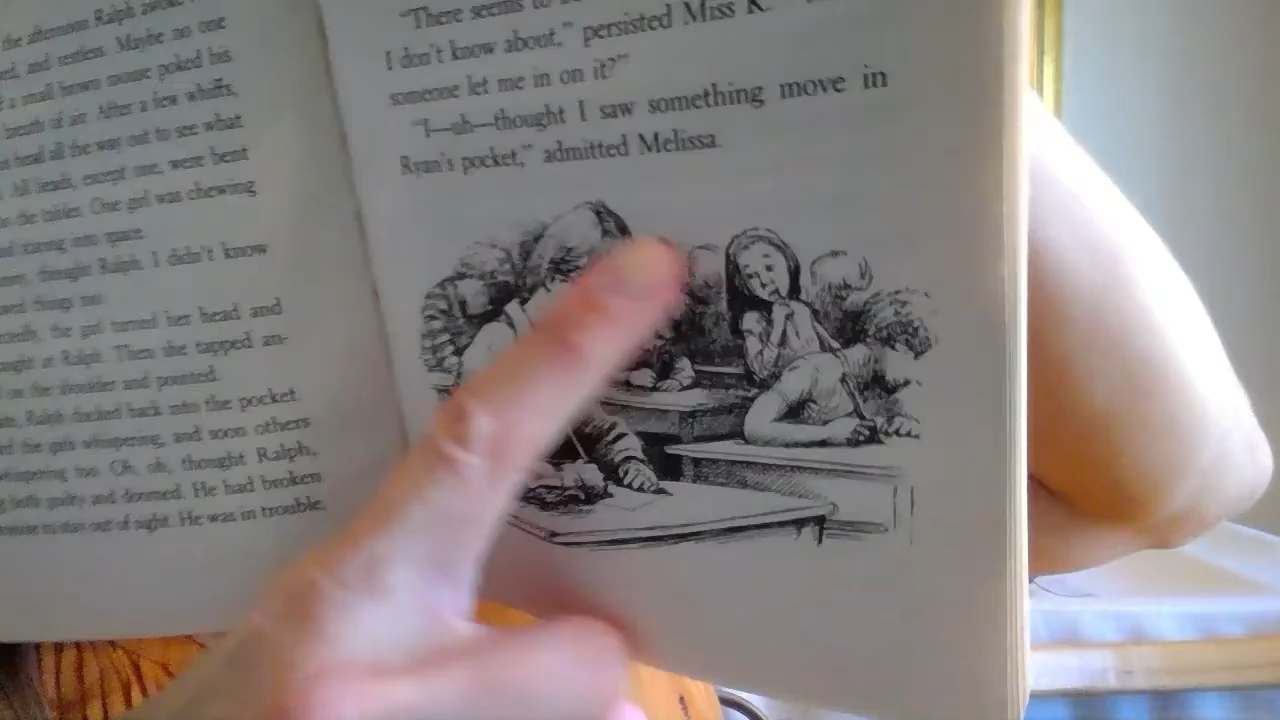 the afternoon Ralph
and restless. Maybe no one
a small brown mouse poked his
breath of air. After a few whiffs,
head all the way out to see what
All heads, except one, were bent
the tables. One girl was chewing
staring into space.
thought Ralph. I didn't know
things
the girl turned her head and
at Ralph. Then she tapped an-
on the shoulder and pointed.
Ralph ducked back into the pocket.
the girls whispering, and soon others
whispering too. Oh, oh, thought Ralph,
guilty and doomed. He had broken
out of sight. He was in trouble.
"There seems to
I don't know about," persisted Miss K.
someone let me in on it?"
"I—uh—thought I saw something move in
Ryan's pocket," admitted Melissa.